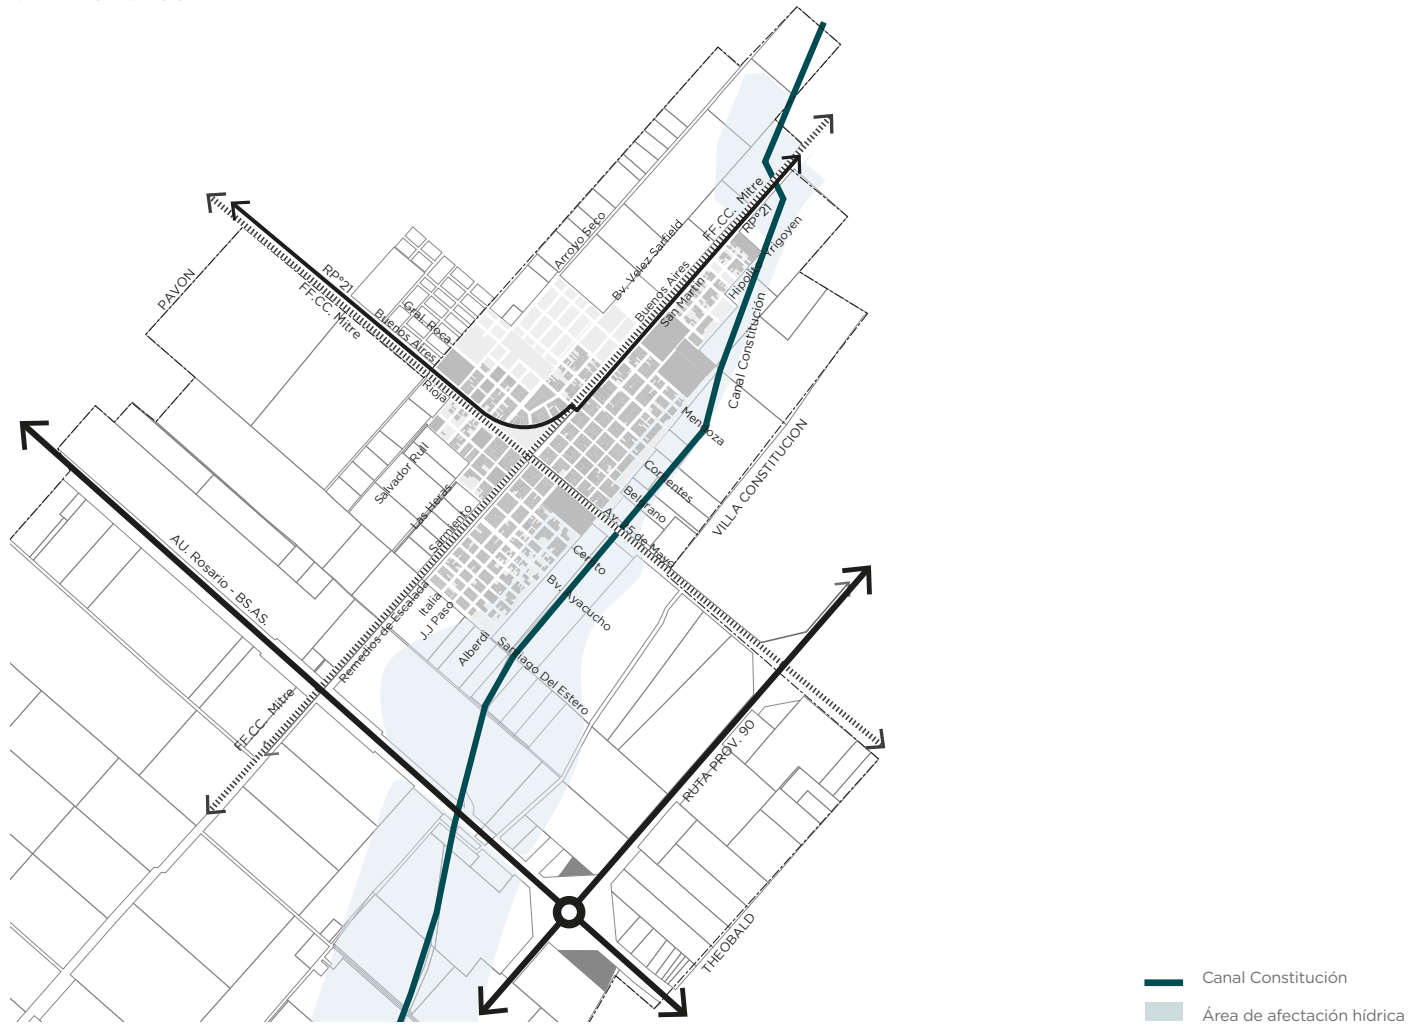 FF.CC. Mitre
RP°21
Hipolito Yrigoyen
Arroyo Seco
Bv. Velez Sarfield
Buenos Aires
San Martin
PAVON
RP°21
FF.CC. Mitre
Gral. Roca
Buenos Aires
Rioja
Canal Constitución
Mendoza
VILLA CONSTITUCION
Salvador Rull
Las Heras
Sarmiento
Corrientes
Belgrano
Av. 15 de Mayo
Cerrito
Bv. Ayacucho
AU. Rosario - BS.AS.
Remedios de Escalada
Italia
J.J Paso
Alberdi
Santiago Del Estero
FF.CC. Mitre
RUTA PROV. 90
THEOBALD
Canal Constitución
Área de afectación hídrica